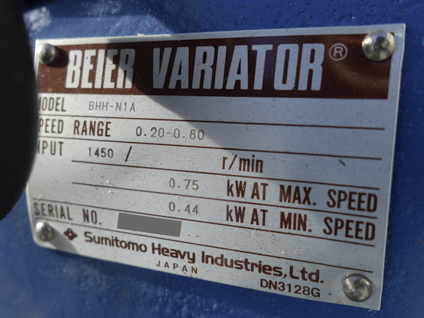 BEIER VARIATOR®
MODEL BHH-N1A
SPEED RANGE 0.20-0.80
INPUT 1450 / r/min
0.75 kW AT MAX. SPEED
0.44 kW AT MIN. SPEED
SERIAL NO.
Sumitomo Heavy Industries, Ltd.
JAPAN
DN3128G